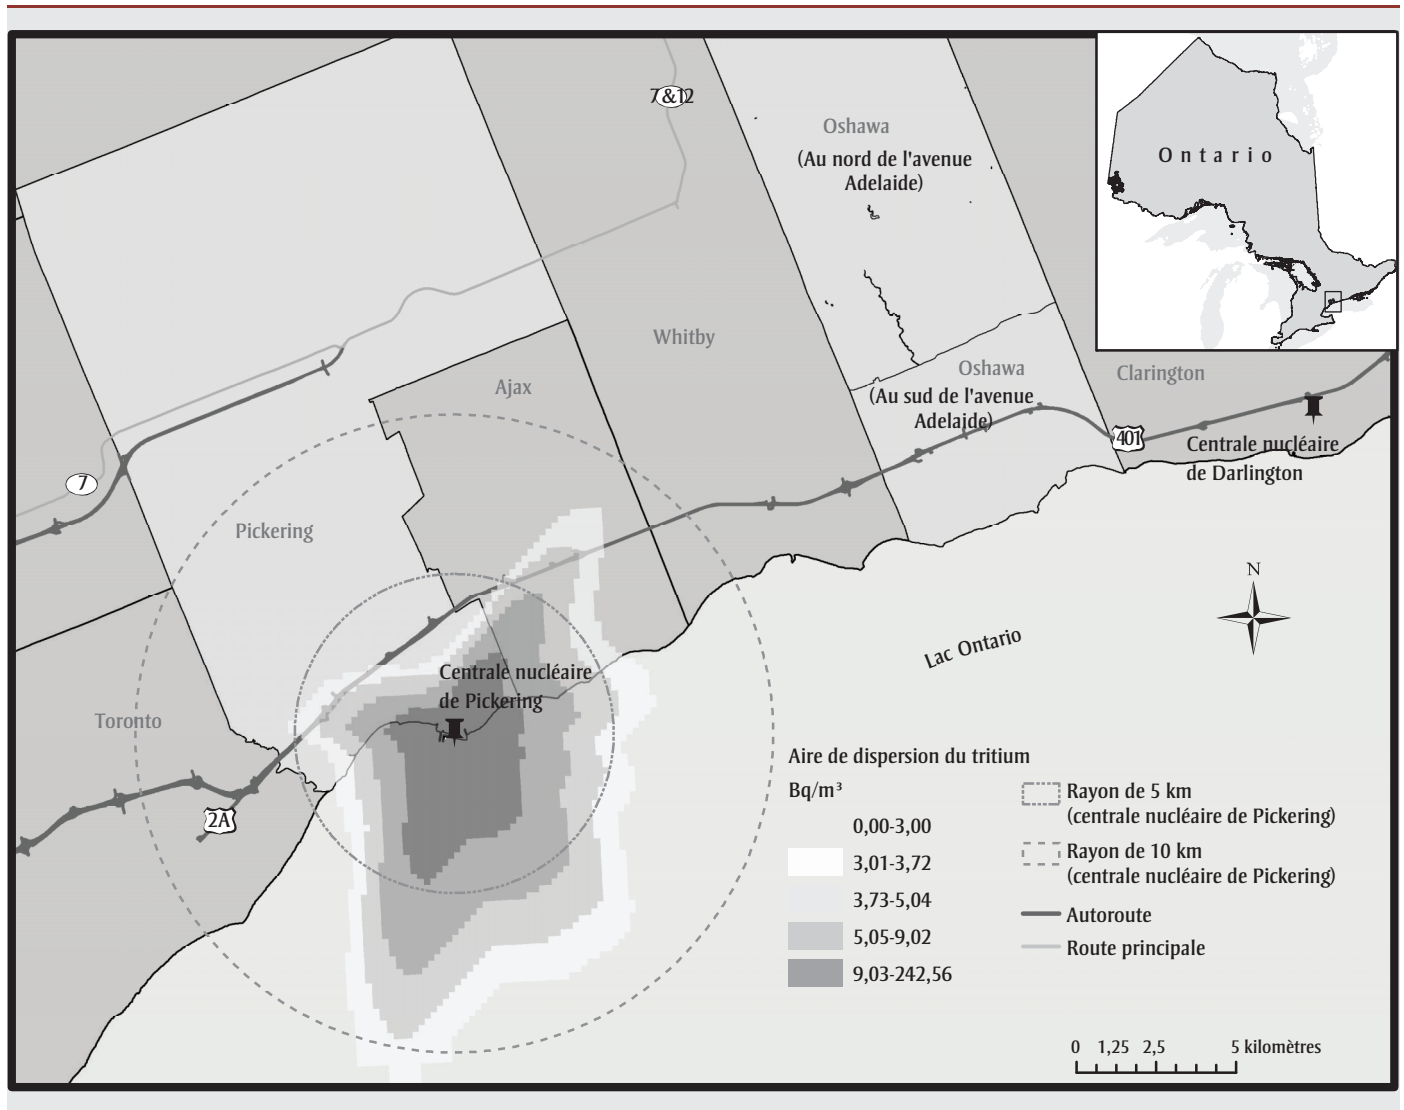 7&12
Oshawa
(Au nord de l'avenue
Adelaide)
Ontario
Whitby
Oshawa
(Au sud de l'avenue
Adelaide)
Clarington
Ajax
401
Centrale nucléaire
de Darlington
7
Pickering
N
Lac Ontario
Centrale nucléaire
de Pickering
Toronto
2A
Aire de dispersion du tritium
Bq/m³
0,00-3,00
3,01-3,72
3,73-5,04
5,05-9,02
9,03-242,56
Rayon de 5 km
(centrale nucléaire de Pickering)
Rayon de 10 km
(centrale nucléaire de Pickering)
Autoroute
Route principale
0 1,25 2,5 5 kilomètres